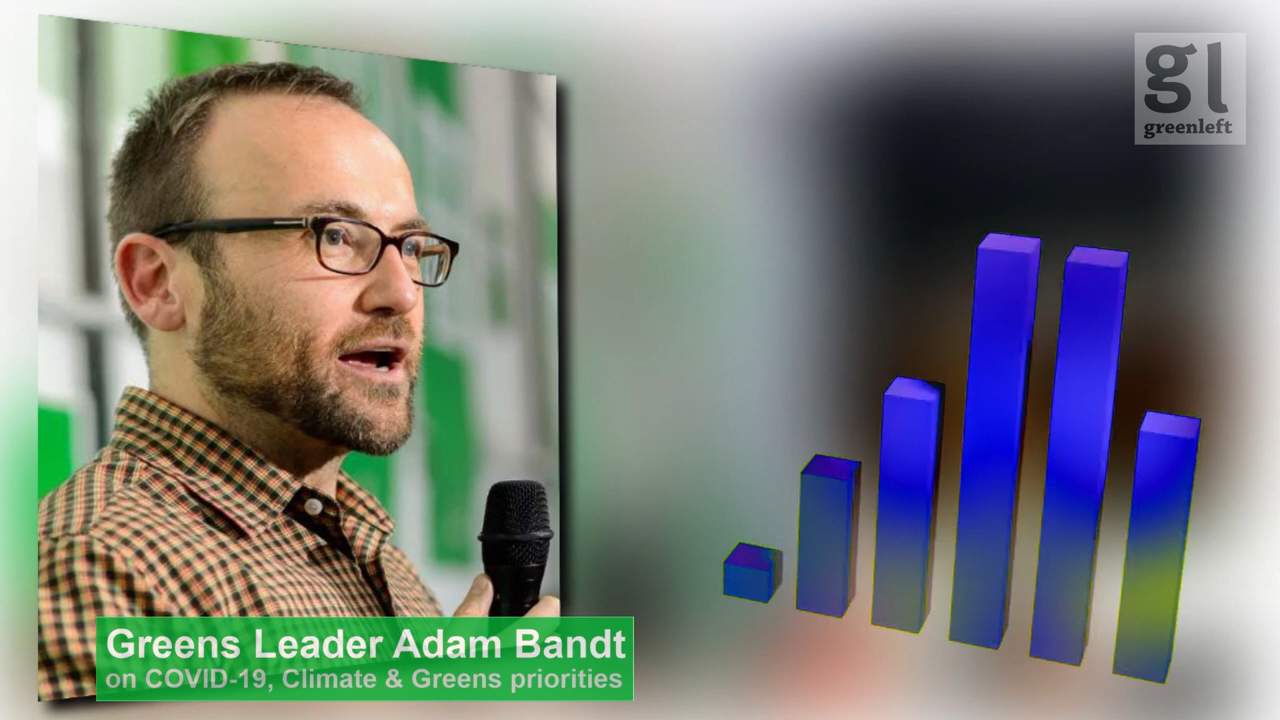 gl
greenleft
Greens Leader Adam Bandt
on COVID-19, Climate & Greens priorities